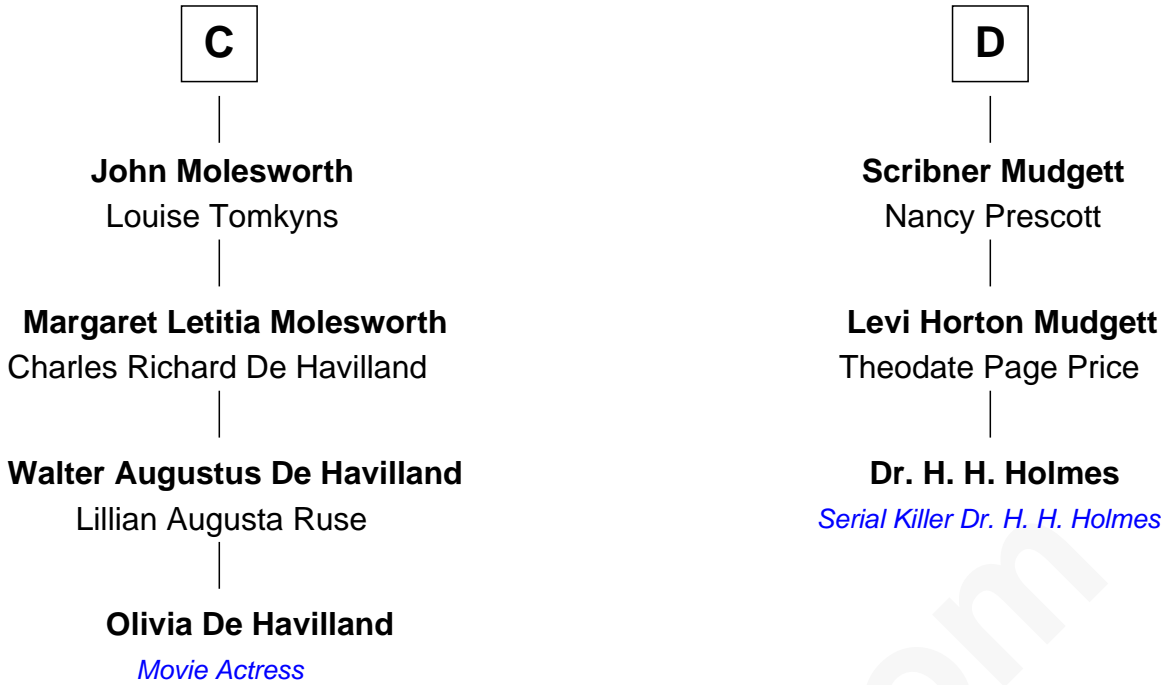 C
John Molesworth
Louise Tomkyns
Margaret Letitia Molesworth
Charles Richard De Havilland
Walter Augustus De Havilland
Lillian Augusta Ruse
Olivia De Havilland
Movie Actress
D
Scribner Mudgett
Nancy Prescott
Levi Horton Mudgett
Theodate Page Price
Dr. H. H. Holmes
Serial Killer Dr. H. H. Holmes
om